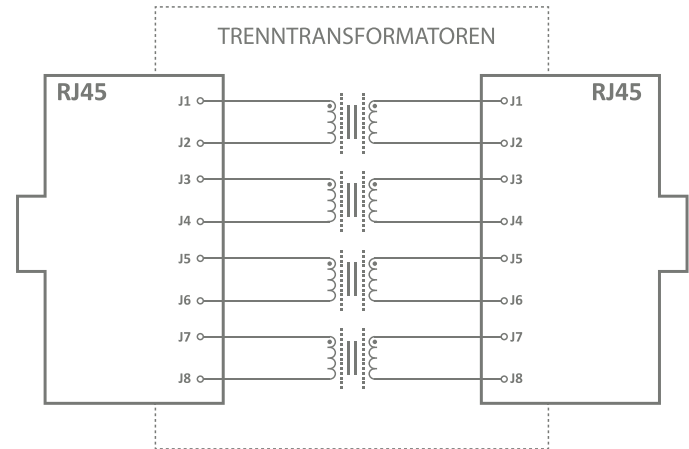 TRENNTRANSFORMATOREN
RJ45 RJ45
J1 J1
J2 J2
J3 J3
J4 J4
J5 J5
J6 J6
J7 J7
J8 J8